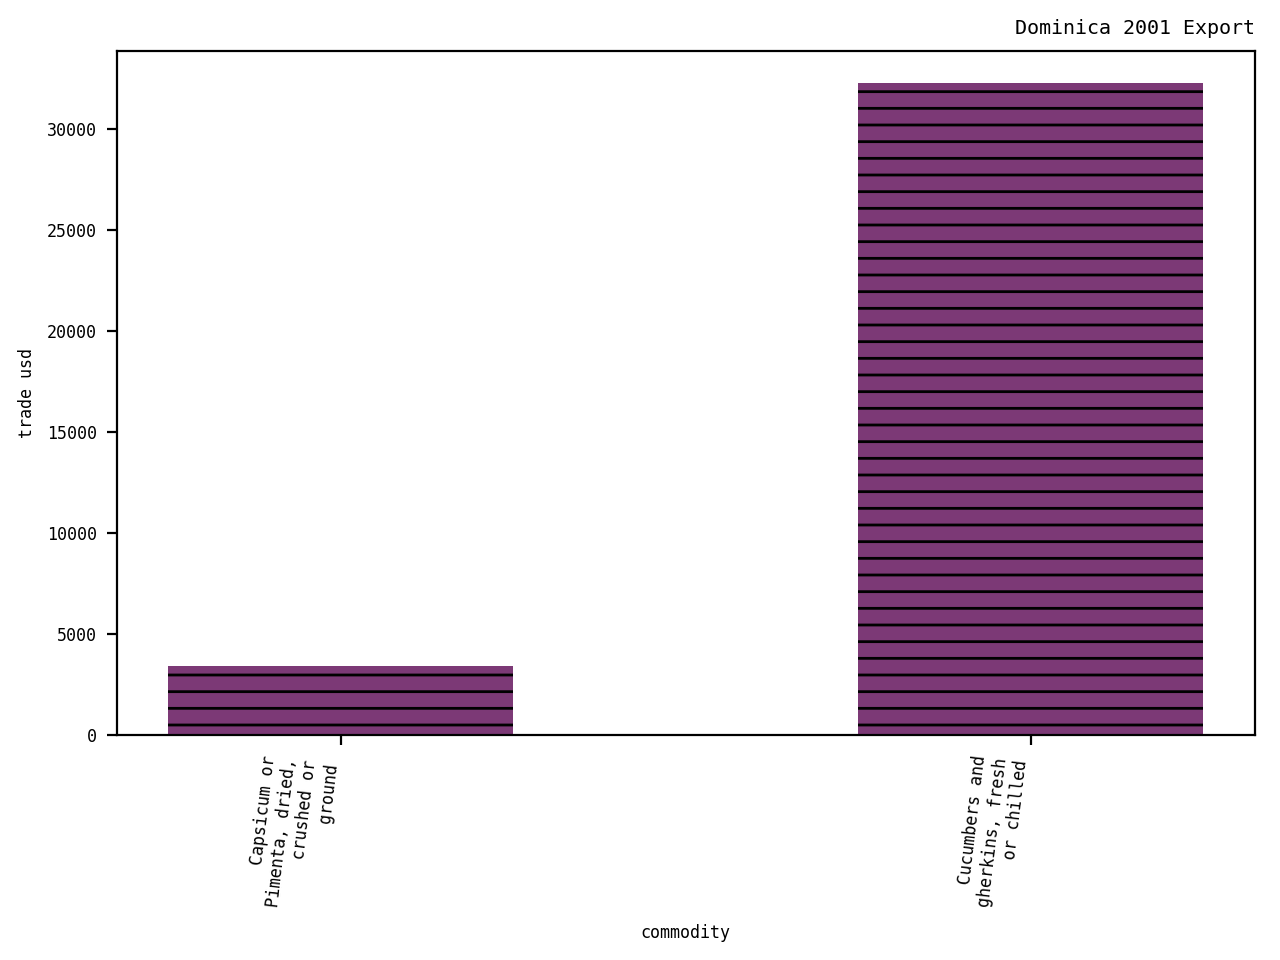 Dominica 2001 Export
trade usd
30000
25000
20000
15000
10000
5000
0
Capsicum or
Pimenta, dried,
crushed or
ground
Cucumbers and
gherkins, fresh
or chilled
commodity